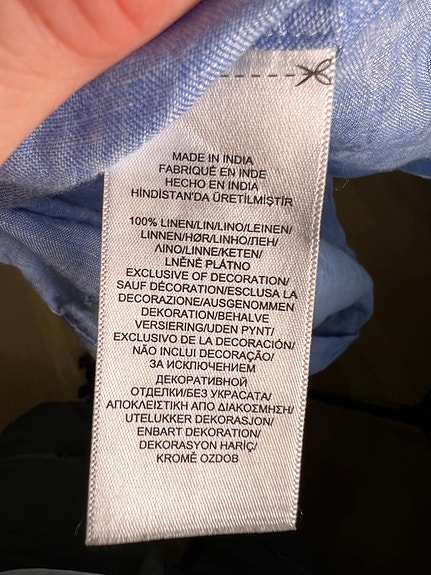 MADE IN INDIA
FABRIQUÉ EN INDE
HECHO EN INDIA
HİNDİSTAN'DA ÜRETİLMİŞTİR
100% LINEN/LIN/LINO/LEINEN/
LINNEN/HØR/LINHO/ЛЕН/
ΛΙΝΟ/LINNE/KETEN/
LNĚNÉ PLÁTNO
EXCLUSIVE OF DECORATION/
SAUF DÉCORATION/ESCLUSA LA
DECORAZIONE/AUSGENOMMEN
DEKORATION/BEHALVE
VERSIERING/UDEN PYNT/
EXCLUSIVO DE LA DECORACIÓN/
NÃO INCLUI DECORAÇÃO/
ЗА ИСКЛЮЧЕНИЕМ
ДЕКОРАТИВНОЙ
ОТДЕЛКИ/БЕЗ УКРАСАТА/
ΑΠΟΚΛΕΙΣΤΙΚΗ ΑΠΟ ΔΙΑΚΟΣΜΗΣΗ/
UTELUKKER DEKORASJON/
ENBART DEKORATION/
DEKORASYON HARİÇ/
KROMĚ OZDOB